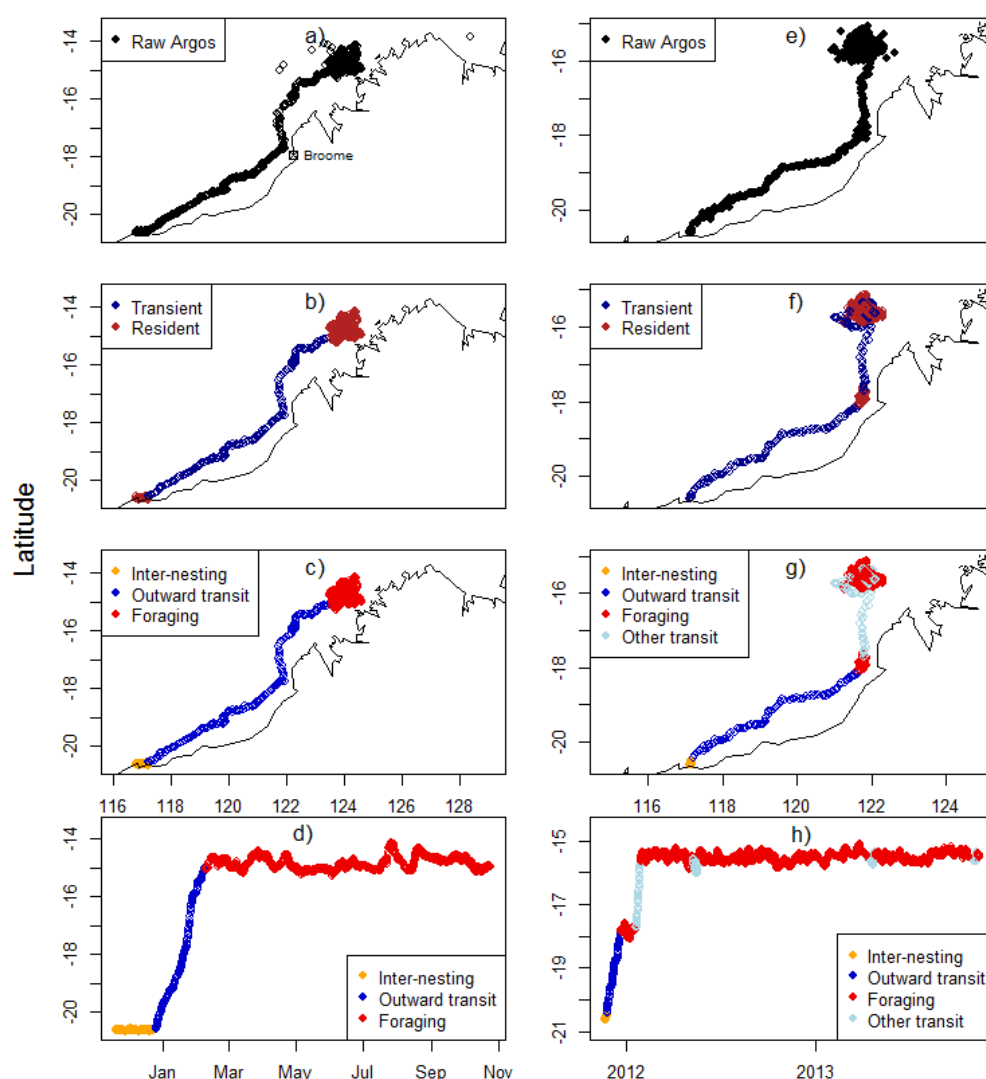 Latitude
-14
-16
-18
-20
Raw Argos
a)
Broome
-16
-18
-20
Raw Argos
e)
-14
-16
-18
-20
Transient
Resident
b)
-16
-18
-20
Transient
Resident
f)
-14
-16
-18
-20
Inter-nesting
Outward transit
Foraging
c)
116 118 120 122 124 126 128
-16
-18
-20
Inter-nesting
Outward transit
Foraging
Other transit
g)
116 118 120 122 124
-14
-16
-18
-20
d)
Inter-nesting
Outward transit
Foraging
Jan Mar May Jul Sep Nov
-15
-17
-19
-21
h)
Inter-nesting
Outward transit
Foraging
Other transit
2012 2013